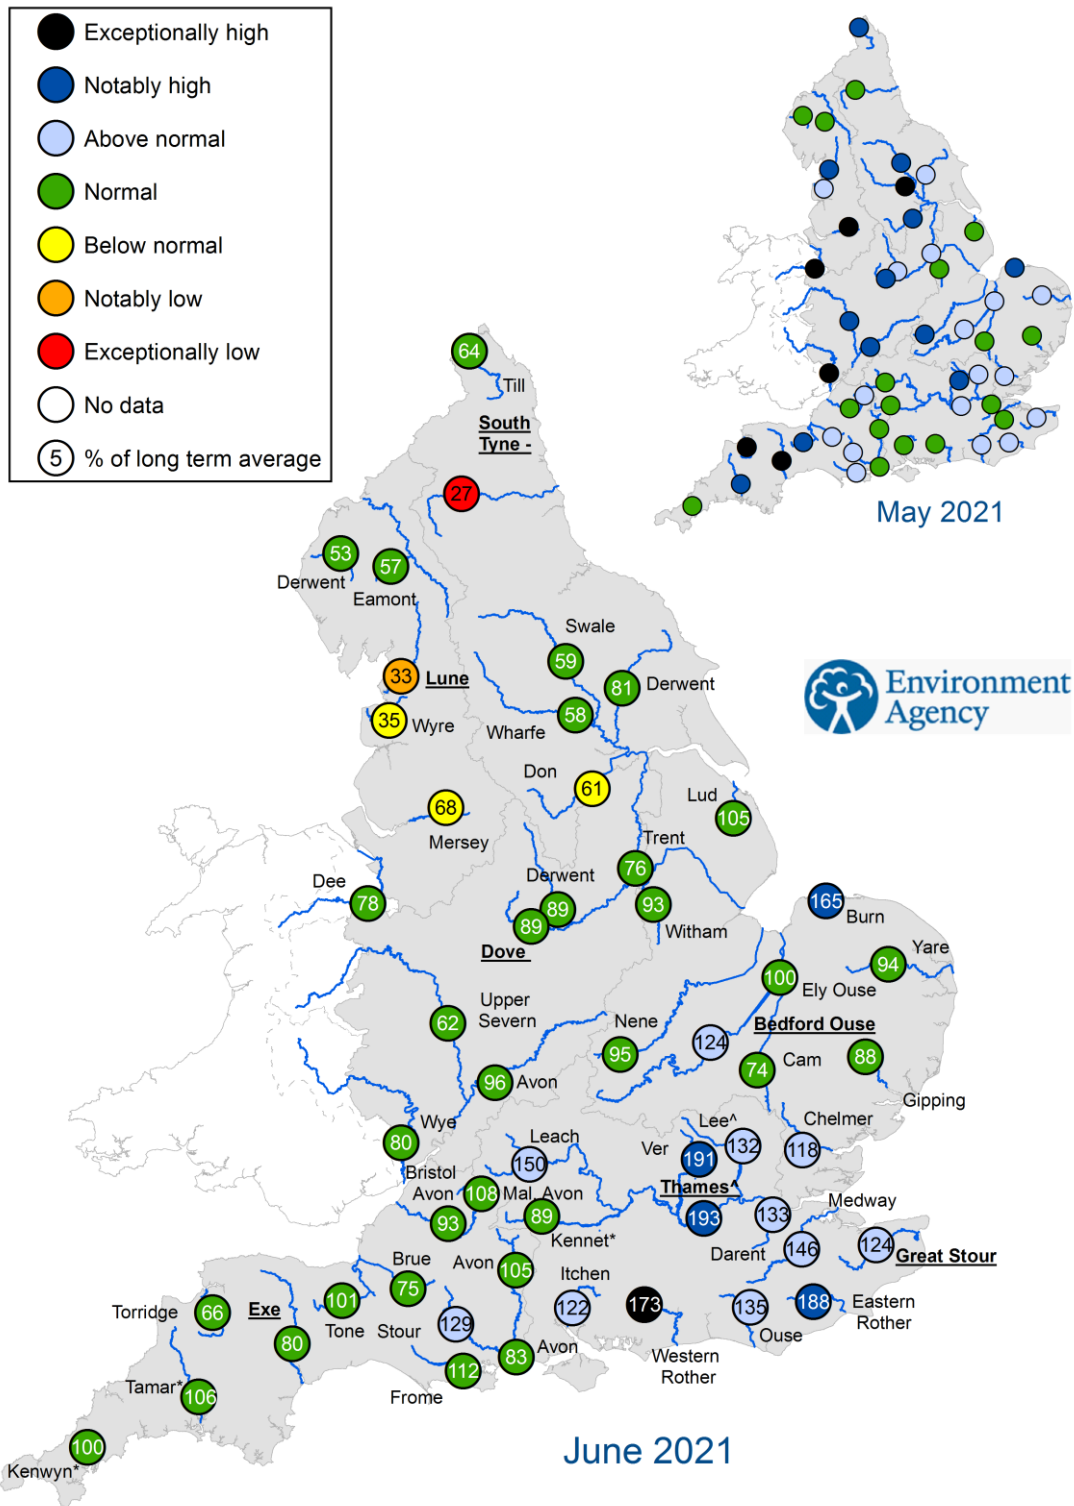 Exceptionally high
Notably high
Above normal
Normal
Below normal
Notably low
Exceptionally low
No data
5 % of long term average
May 2021
Environment
Agency
64
Till
South
Tyne -
27
53
Derwent
57
Eamont
33
Lune
35
Wyre
Swale
59
81
Derwent
58
Wharfe
Don
61
68
Mersey
Lud
105
Trent
76
Derwent
89
89
Dove
93
Witham
Dee
78
165
Burn
Yare
94
100
Ely Ouse
Upper
Severn
62
Nene
95
Bedford Ouse
124
Cam
74
88
Gipping
96
Avon
Wye
80
Leach
150
Lee^
132
Ver
191
Chelmer
118
Thames^
193
133
Darent
Medway
146
124
Great Stour
Bristol
Avon
93
108
Mal. Avon
89
Kennet*
Brue
75
Avon
105
Itchen
122
173
Western
Rother
135
Ouse
188
Eastern
Rother
Torridge
66
Exe
80
101
Tone
Stour
129
83
Avon
112
Frome
Tamar*
106
100
Kenwyn*
June 2021